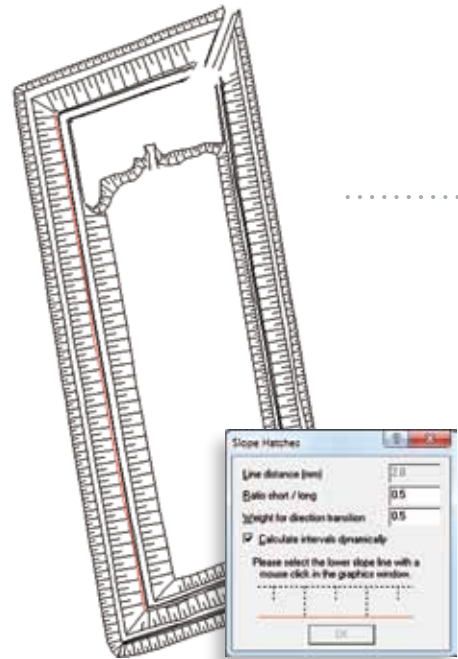 Slope Hatches
Line distance [mm] 2.0
Ratio short / long 0.5
Weight for direction transition 0.5
Calculate intervals dynamically
Please select the lower slope line with a
mouse click in the graphics window.
OK